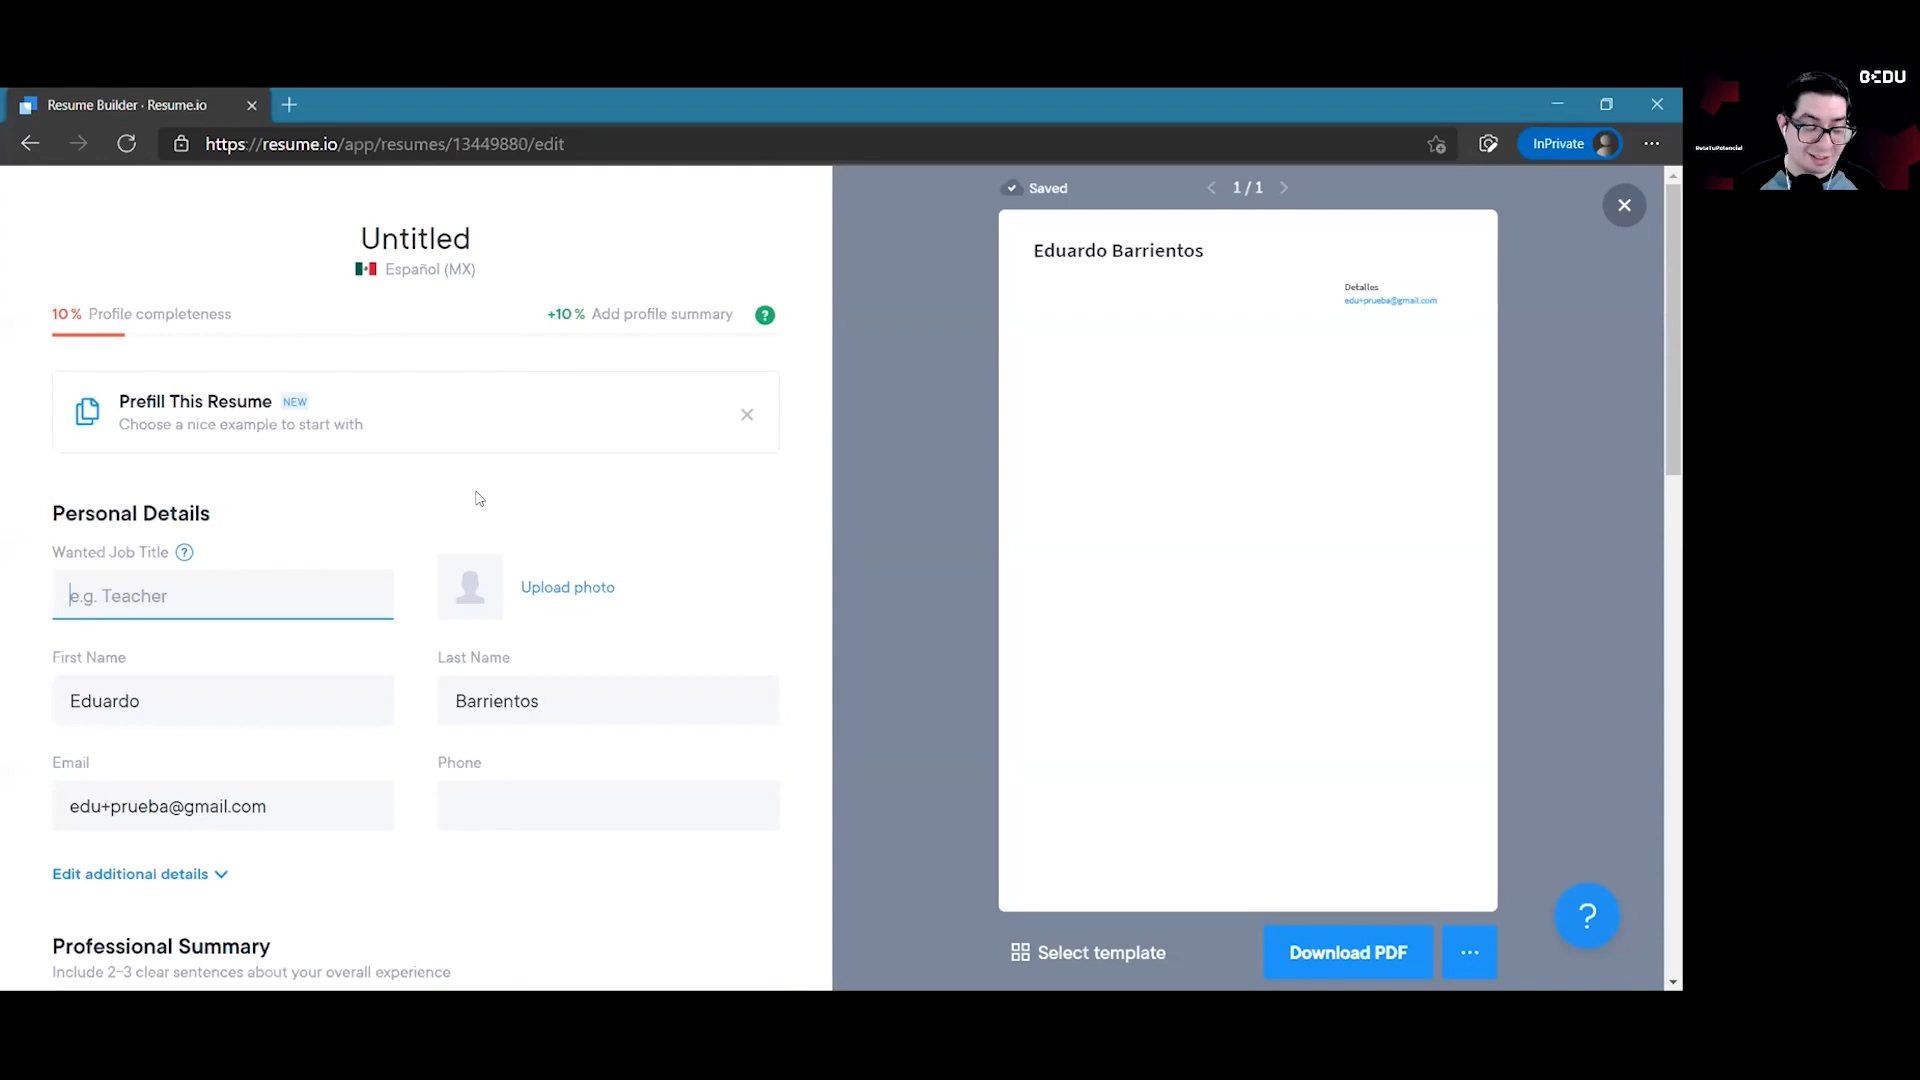 Resume Builder · Resume.io
https://resume.io/app/resumes/13449880/edit
InPrivate
BEDU
Untitled
Español (MX)
10% Profile completeness
+10% Add profile summary
?
Prefill This Resume NEW
Choose a nice example to start with
Personal Details
Wanted Job Title ?
e.g. Teacher
Upload photo
First Name
Last Name
Eduardo
Barrientos
Email
Phone
edu+prueba@gmail.com
Edit additional details
Professional Summary
Include 2-3 clear sentences about your overall experience
Saved
1 / 1
Eduardo Barrientos
Detalles
edu+prueba@gmail.com
Select template
Download PDF
...
?